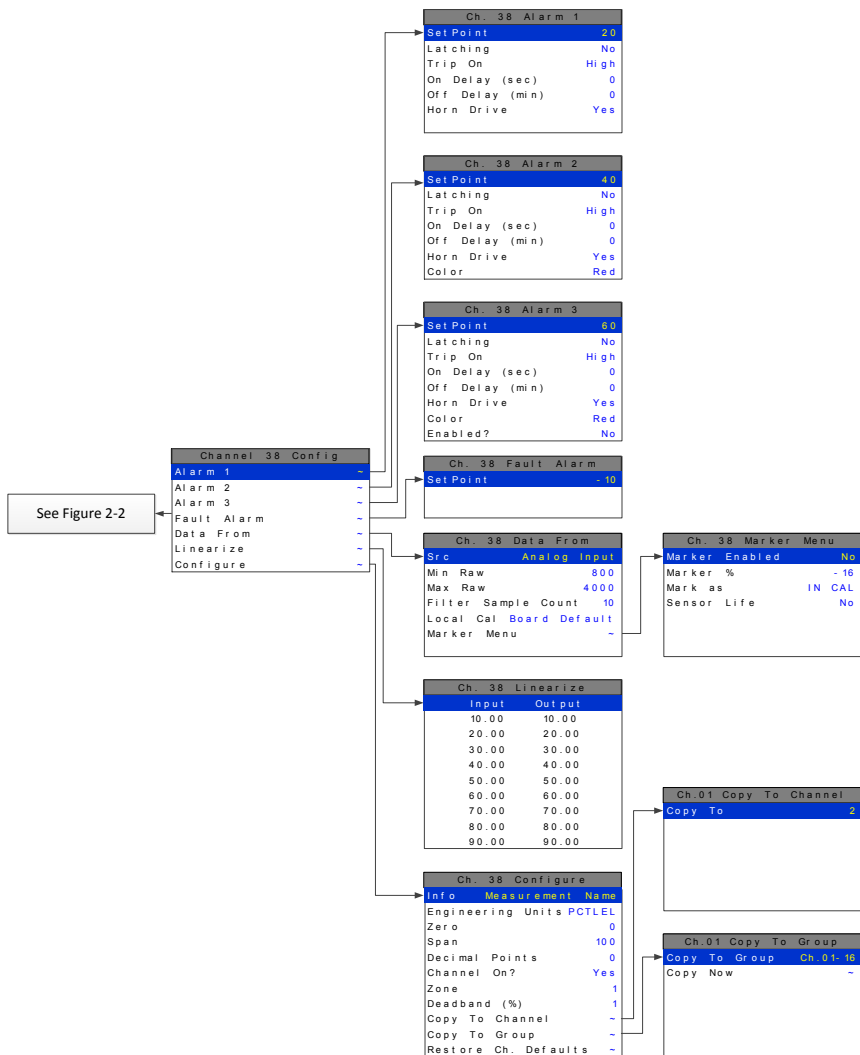 Ch. 38 Alarm 1
SetPoint 20
Latching No
Trip On High
On Delay (sec) 0
Off Delay (min) 0
Horn Drive Yes
Ch. 38 Alarm 2
SetPoint 40
Latching No
Trip On High
On Delay (sec) 0
Off Delay (min) 0
Horn Drive Yes
Color Red
Ch. 38 Alarm 3
SetPoint 60
Latching No
Trip On High
On Delay (sec) 0
Off Delay (min) 0
Horn Drive Yes
Color Red
Enabled? No
See Figure 2-2
Channel 38 Config
Alarm 1 ~
Alarm 2 ~
Alarm 3 ~
Fault Alarm ~
Data From ~
Linearize ~
Configure ~
Ch. 38 Fault Alarm
SetPoint -10
Ch. 38 Data From
Src Analog Input
Min Raw 800
Max Raw 4000
Filter Sample Count 10
Local Cal Board Default
Marker Menu ~
Ch. 38 Marker Menu
Marker Enabled No
Marker % -16
Mark as IN CAL
Sensor Life No
Ch. 38 Linearize
Input Output
10.00 10.00
20.00 20.00
30.00 30.00
40.00 40.00
50.00 50.00
60.00 60.00
70.00 70.00
80.00 80.00
90.00 90.00
Ch. 38 Configure
Info Measurement Name
Engineering Units PCTLEL
Zero 0
Span 100
Decimal Points 0
Channel On? Yes
Zone 1
Deadband (%) 1
Copy To Channel ~
Copy To Group ~
Restore Ch. Defaults ~
Ch.01 Copy To Channel
Copy To 2
Ch.01 Copy To Group
Copy To Group Ch.01-16
Copy Now ~